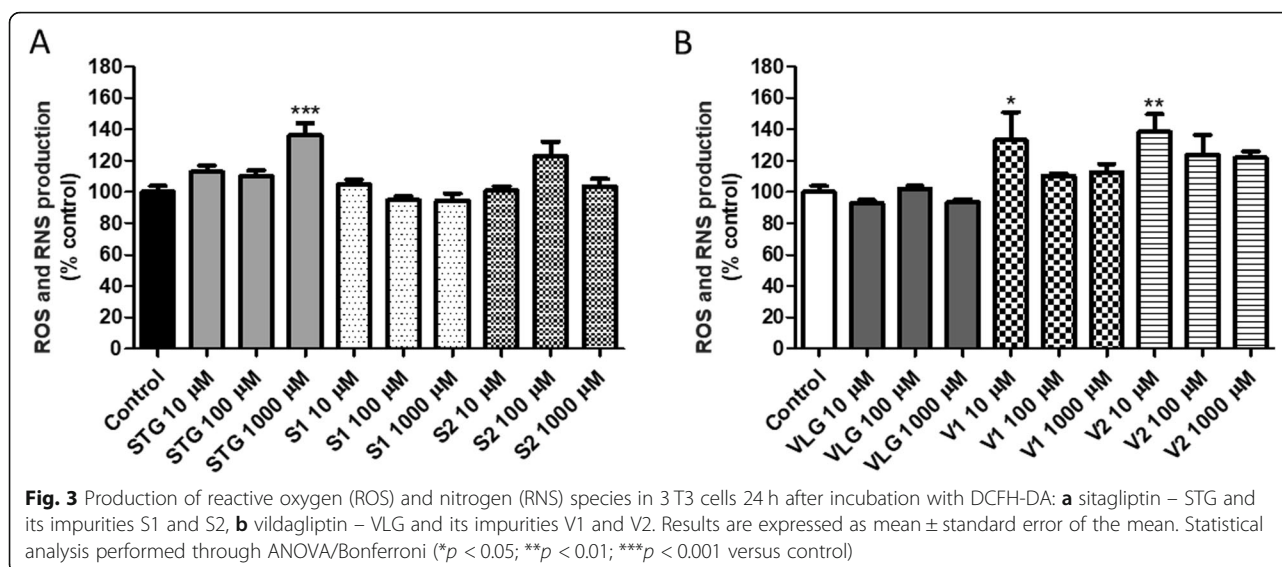 A
ROS and RNS production
(% control)
180
160
140
120
100
80
60
40
20
0
***
Control
STG 10 µM
STG 100 µM
STG 1000 µM
S1 10 µM
S1 100 µM
S1 1000 µM
S2 10 µM
S2 100 µM
S2 1000 µM
B
ROS and RNS production
(% control)
180
160
140
120
100
80
60
40
20
0
*
**
Control
VLG 10 µM
VLG 100 µM
VLG 1000 µM
V1 10 µM
V1 100 µM
V1 1000 µM
V2 10 µM
V2 100 µM
V2 1000 µM
Fig. 3 Production of reactive oxygen (ROS) and nitrogen (RNS) species in 3 T3 cells 24 h after incubation with DCFH-DA: a sitagliptin – STG and
its impurities S1 and S2, b vildagliptin – VLG and its impurities V1 and V2. Results are expressed as mean ± standard error of the mean. Statistical
analysis performed through ANOVA/Bonferroni (*p < 0.05; **p < 0.01; ***p < 0.001 versus control)